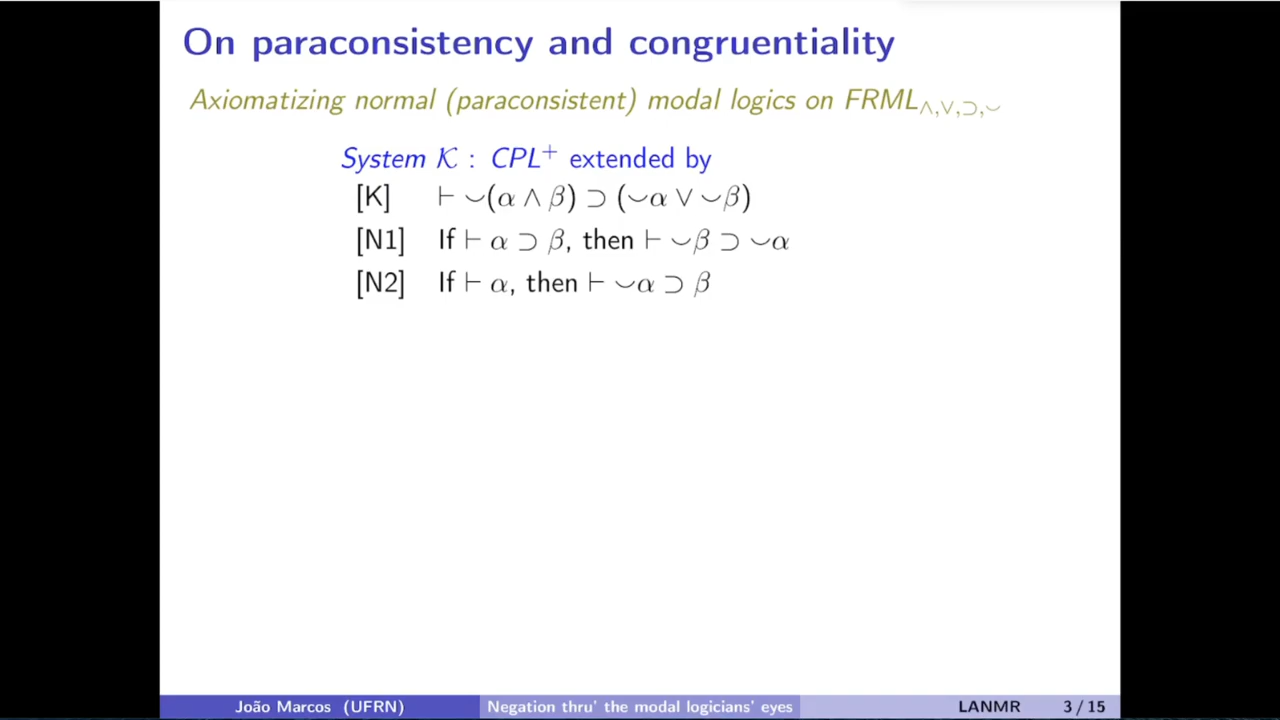 On paraconsistency and congruentiality
Axiomatizing normal (paraconsistent) modal logics on FRML∧,∨,⊃,⌣
System 𝒦 : CPL⁺ extended by
[K] ⊢ ⌣(α ∧ β) ⊃ (⌣α ∨ ⌣β)
[N1] If ⊢ α ⊃ β, then ⊢ ⌣β ⊃ ⌣α
[N2] If ⊢ α, then ⊢ ⌣α ⊃ β
João Marcos (UFRN) Negation thru' the modal logicians' eyes LANMR 3 / 15